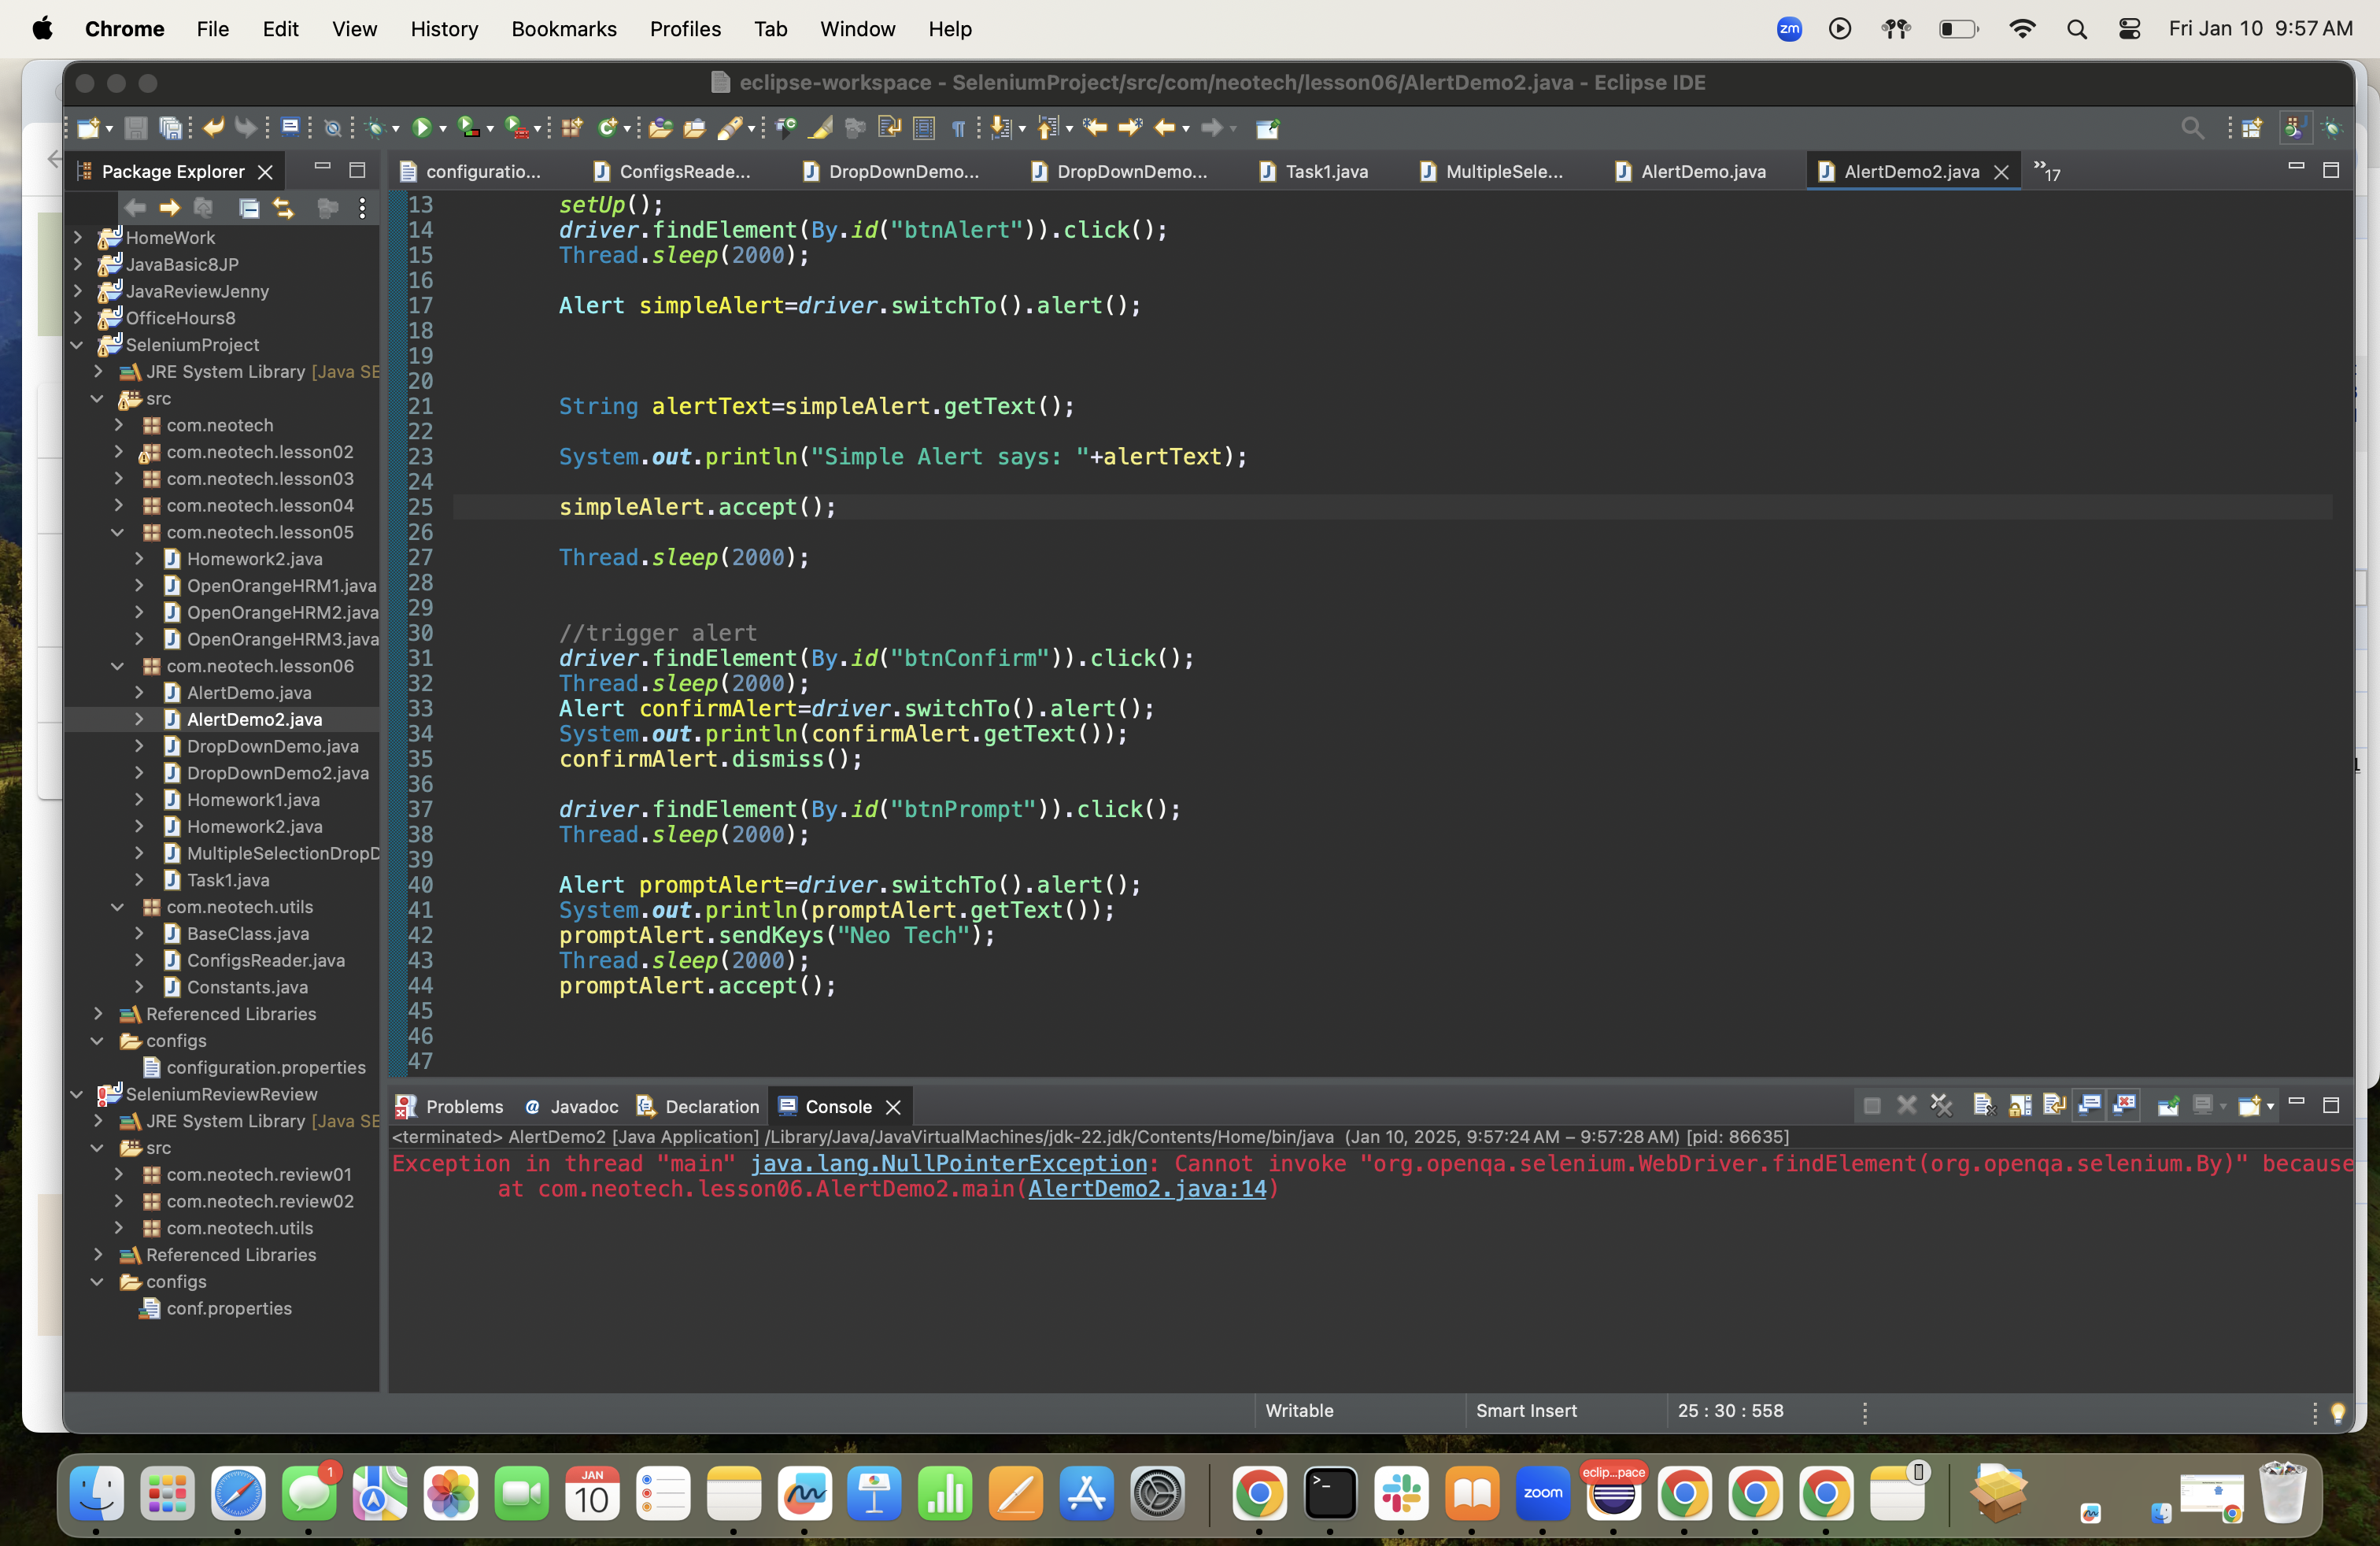 Chrome File Edit View History Bookmarks Profiles Tab Window Help zm Fri Jan 10 9:57 AM
eclipse-workspace - SeleniumProject/src/com/neotech/lesson06/AlertDemo2.java - Eclipse IDE
Package Explorer
configuratio... ConfigsReade... DropDownDemo... DropDownDemo... Task1.java MultipleSele... AlertDemo.java AlertDemo2.java »17
HomeWork
JavaBasic8JP
JavaReviewJenny
OfficeHours8
SeleniumProject
JRE System Library [Java SE
src
com.neotech
com.neotech.lesson02
com.neotech.lesson03
com.neotech.lesson04
com.neotech.lesson05
Homework2.java
OpenOrangeHRM1.java
OpenOrangeHRM2.java
OpenOrangeHRM3.java
com.neotech.lesson06
AlertDemo.java
AlertDemo2.java
DropDownDemo.java
DropDownDemo2.java
Homework1.java
Homework2.java
MultipleSelectionDropD
Task1.java
com.neotech.utils
BaseClass.java
ConfigsReader.java
Constants.java
Referenced Libraries
configs
configuration.properties
SeleniumReviewReview
JRE System Library [Java SE
src
com.neotech.review01
com.neotech.review02
com.neotech.utils
Referenced Libraries
configs
conf.properties
13 setUp();
14 driver.findElement(By.id("btnAlert")).click();
15 Thread.sleep(2000);
16
17 Alert simpleAlert=driver.switchTo().alert();
18
19
20
21 String alertText=simpleAlert.getText();
22
23 System.out.println("Simple Alert says: "+alertText);
24
25 simpleAlert.accept();
26
27 Thread.sleep(2000);
28
29
30 //trigger alert
31 driver.findElement(By.id("btnConfirm")).click();
32 Thread.sleep(2000);
33 Alert confirmAlert=driver.switchTo().alert();
34 System.out.println(confirmAlert.getText());
35 confirmAlert.dismiss();
36
37 driver.findElement(By.id("btnPrompt")).click();
38 Thread.sleep(2000);
39
40 Alert promptAlert=driver.switchTo().alert();
41 System.out.println(promptAlert.getText());
42 promptAlert.sendKeys("Neo Tech");
43 Thread.sleep(2000);
44 promptAlert.accept();
45
46
47
Problems @ Javadoc Declaration Console
<terminated> AlertDemo2 [Java Application] /Library/Java/JavaVirtualMachines/jdk-22.jdk/Contents/Home/bin/java (Jan 10, 2025, 9:57:24 AM – 9:57:28 AM) [pid: 86635]
Exception in thread "main" java.lang.NullPointerException: Cannot invoke "org.openqa.selenium.WebDriver.findElement(org.openqa.selenium.By)" because
at com.neotech.lesson06.AlertDemo2.main(AlertDemo2.java:14)
Writable Smart Insert 25 : 30 : 558
1
JAN
10
zoom
eclip...pace